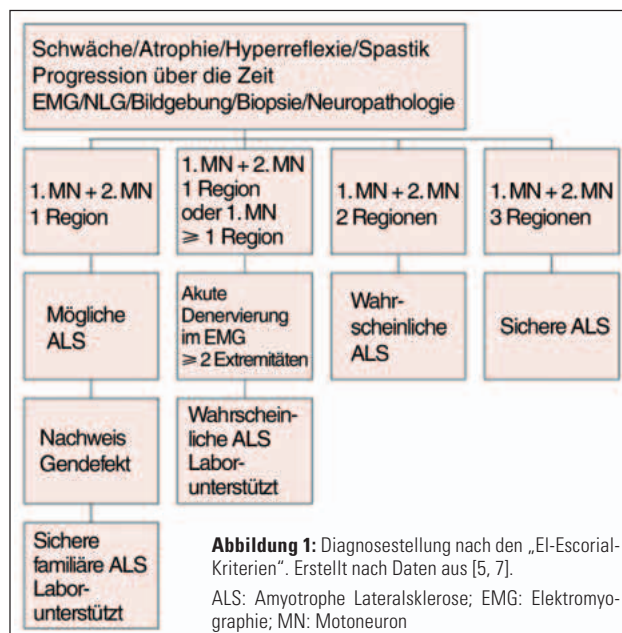 Schwäche/Atrophie/Hyperreflexie/Spastik
Progression über die Zeit
EMG/NLG/Bildgebung/Biopsie/Neuropathologie
1. MN + 2. MN
1 Region
1. MN + 2. MN
1 Region
oder 1. MN
≥ 1 Region
1. MN + 2. MN
2 Regionen
1. MN + 2. MN
3 Regionen
Mögliche
ALS
Akute
Denervierung
im EMG
≥ 2 Extremitäten
Wahr-
scheinliche
ALS
Sichere ALS
Nachweis
Gendefekt
Wahrschein-
liche ALS
Labor-
unterstützt
Sichere
familiäre ALS
Labor-
unterstützt
Abbildung 1: Diagnosestellung nach den „El-Escorial-
Kriterien“. Erstellt nach Daten aus [5, 7].
ALS: Amyotrophe Lateralsklerose; EMG: Elektromyo-
graphie; MN: Motoneuron